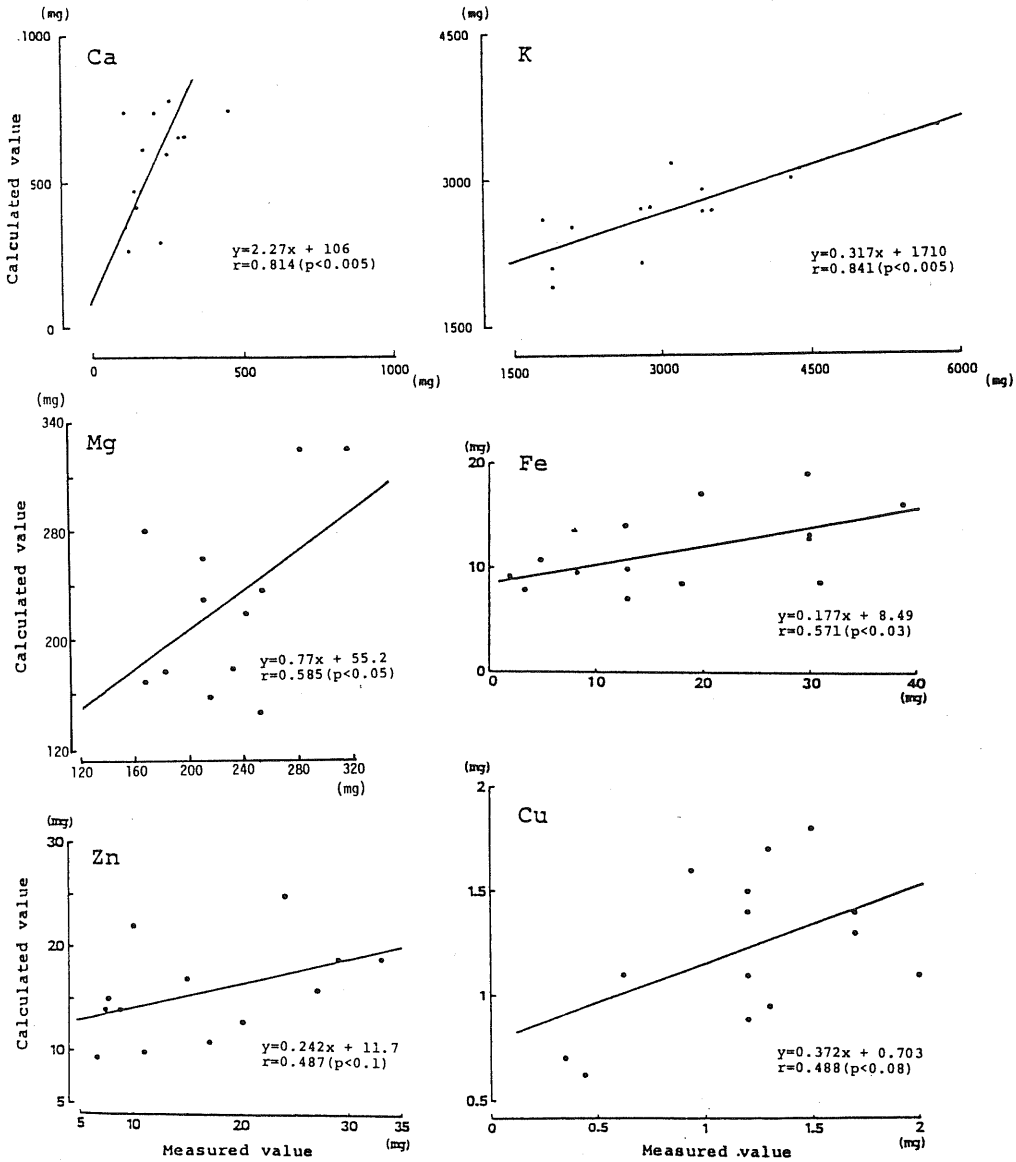 (mg)
1000
Ca
500
0
Calculated value
y=2.27x + 106
r=0.814(p<0.005)
0 500 1000
(mg)
(mg)
4500
K
3000
1500
y=0.317x + 1710
r=0.841(p<0.005)
1500 3000 4500 6000
(mg)
(mg)
340
Mg
280
200
120
Calculated value
y=0.77x + 55.2
r=0.585(p<0.05)
120 160 200 240 280 320
(mg)
(mg)
20
Fe
10
0
y=0.177x + 8.49
r=0.571(p<0.03)
0 10 20 30 40
(mg)
(mg)
30
Zn
20
10
5
Calculated value
y=0.242x + 11.7
r=0.487(p<0.1)
5 10 20 30 35
(mg)
Measured value
(mg)
2
Cu
1.5
1
0.5
y=0.372x + 0.703
r=0.488(p<0.08)
0 0.5 1 1.5 2
(mg)
Measured value